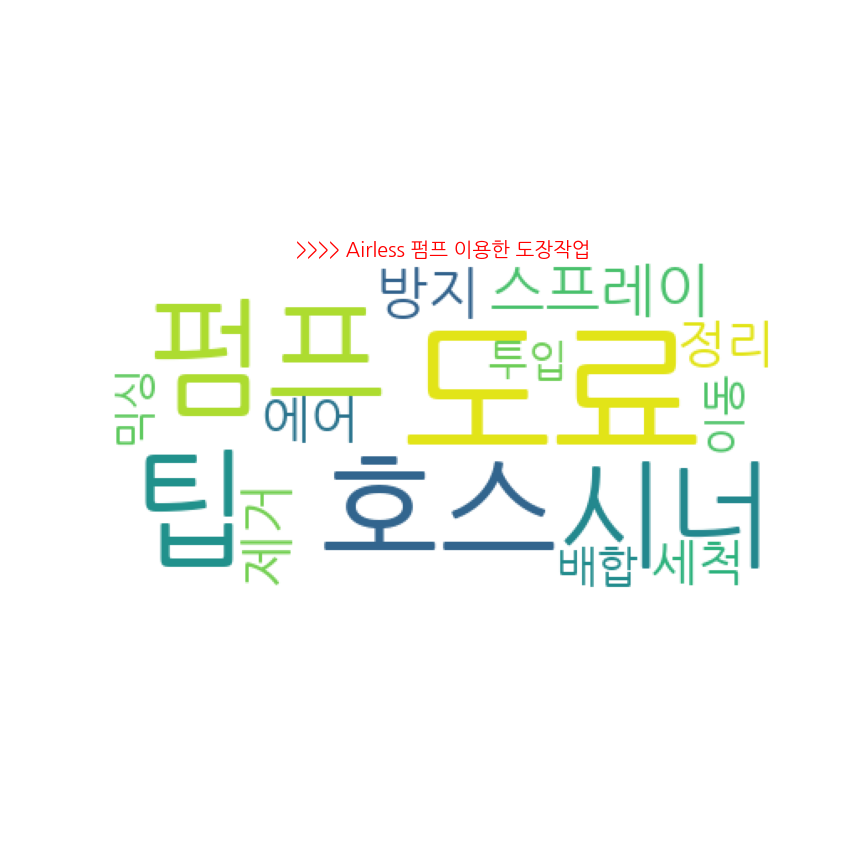 >>>> Airless 펌프 이용한 도장작업
방지
스프레이
펌프
도료
투입
정리
믹싱
에어
이동
팁
제거
호스
시너
배합
세척